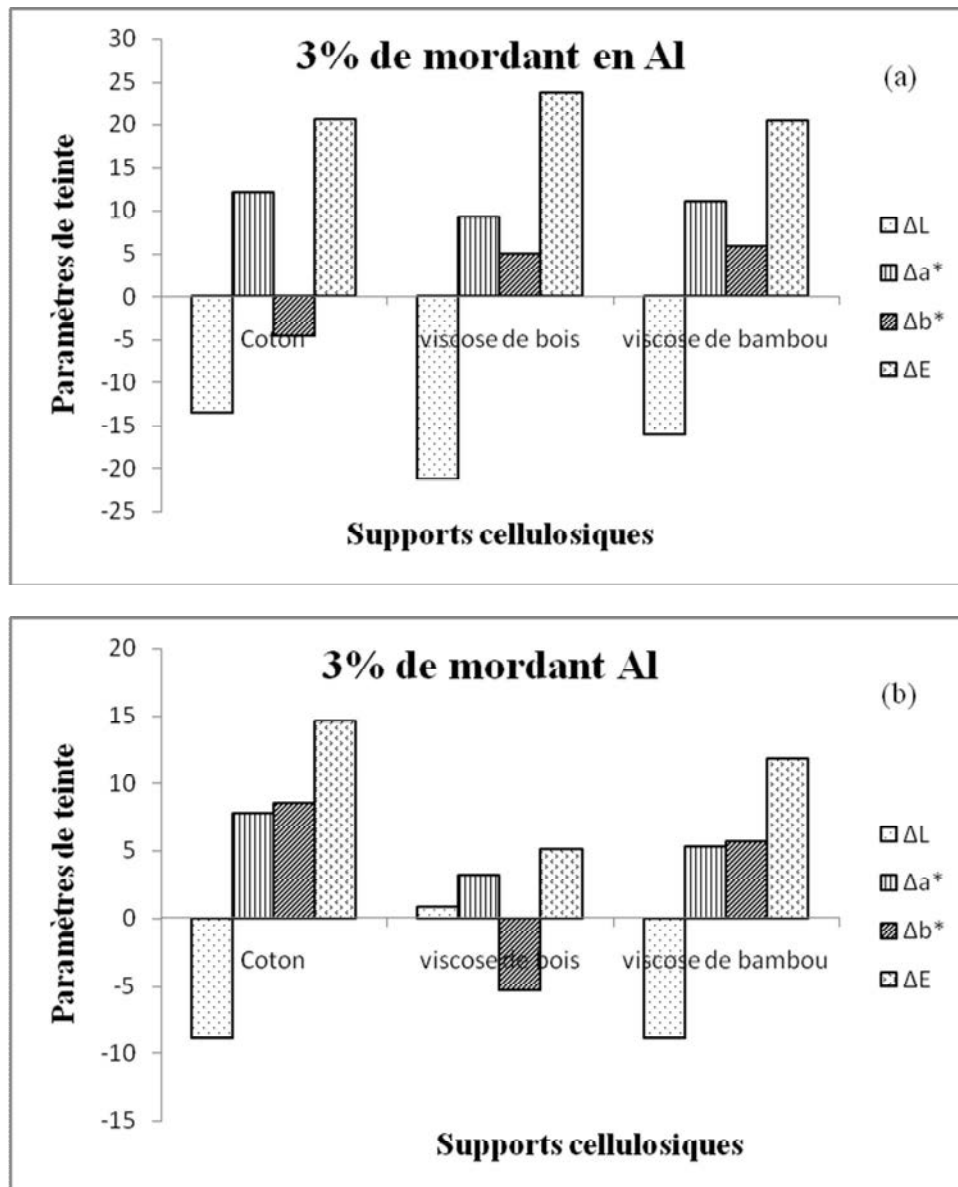 3% de mordant en Al
(a)
Paramètres de teinte
30
25
20
15
10
5
0
-5
-10
-15
-20
-25
Coton
viscose de bois
viscose de bambou
Supports cellulosiques
ΔL
Δa*
Δb*
ΔE
3% de mordant Al
(b)
Paramètres de teinte
20
15
10
5
0
-5
-10
-15
Coton
viscose de bois
viscose de bambou
Supports cellulosiques
ΔL
Δa*
Δb*
ΔE